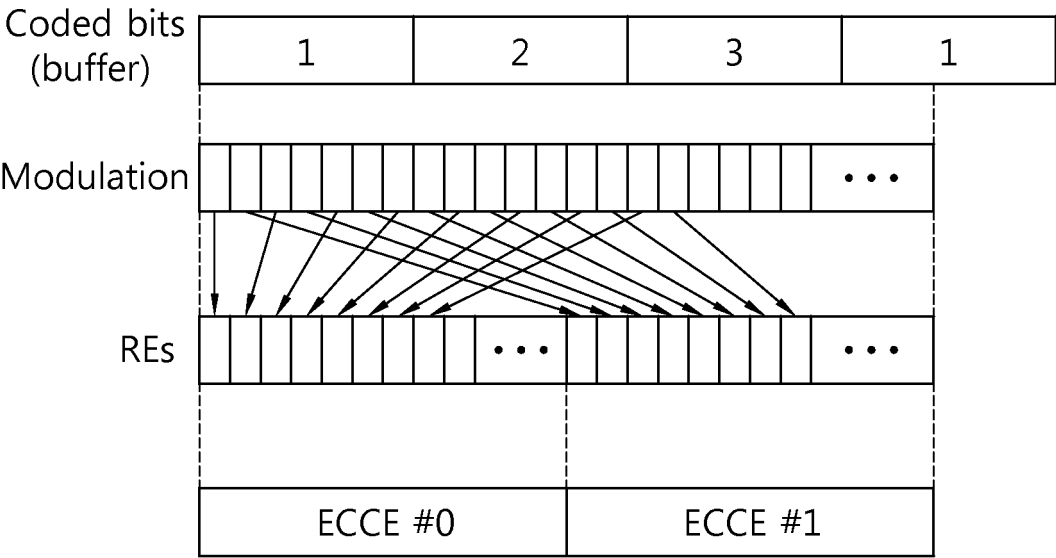 Coded bits
(buffer)
1 2 3 1
Modulation
...
REs
... ...
ECCE #0 ECCE #1